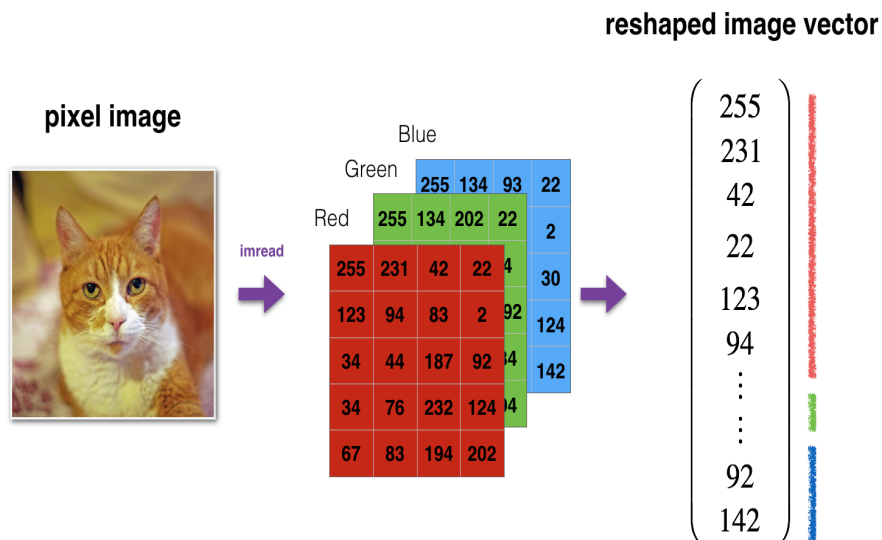 reshaped image vector
pixel image
imread
Blue
255 134 93 22
2
30
124
142
Green
255 134 202 22
Red
255 231 42 22
123 94 83 2
34 44 187 92
34 76 232 124
67 83 194 202
255
231
42
22
123
94
⋮
⋮
92
142